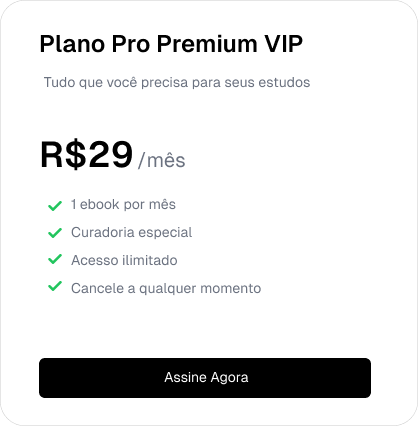 Plano Pro Premium VIP
Tudo que você precisa para seus estudos
R$29/mês
1 ebook por mês
Curadoria especial
Acesso ilimitado
Cancele a qualquer momento
Assine Agora